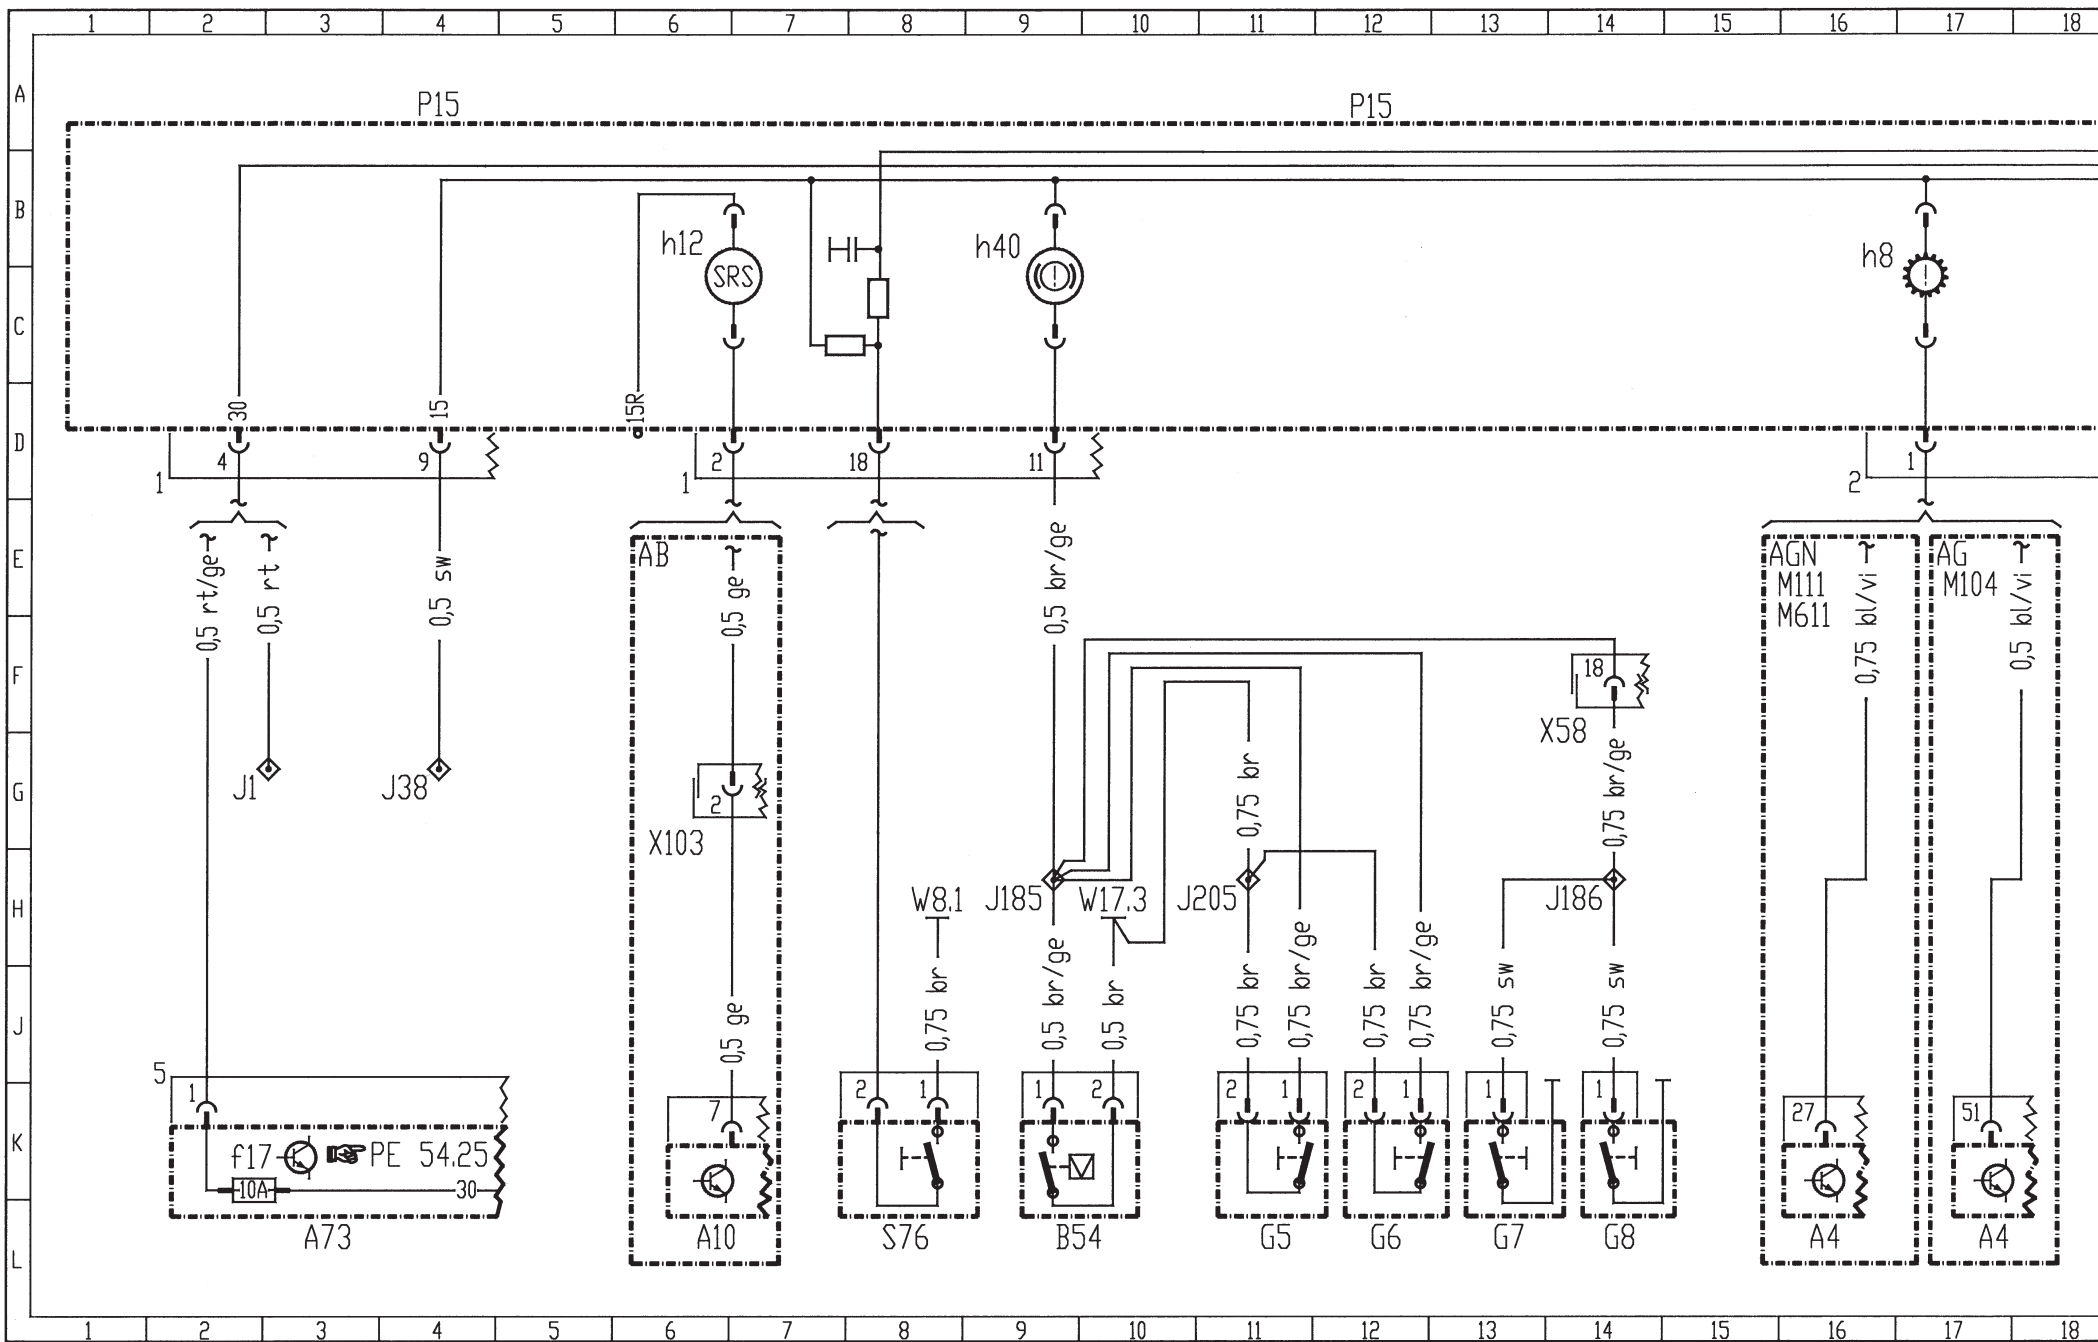 1 2 3 4 5 6 7 8 9 10 11 12 13 14 15 16 17 18
A
P15 P15
B
h12 h40 h8
SRS
C
30 15 15R
D
4 9 2 18 11 1
1 1 2
E
AB AGN AG
M111 M104
M611
0,5 rt/ge
0,5 rt
0,5 sw
0,5 ge
0,5 br/ge
0,75 bl/vi
0,5 bl/vi
F
18
X58
G
J1 J38
2
X103
0,75 br
0,75 br/ge
H
W8.1 J185 W17.3 J205 J186
J
0,5 ge
0,75 br
0,5 br/ge
0,5 br
0,75 br
0,75 br/ge
0,75 br
0,75 br/ge
0,75 sw
0,75 sw
5
1 7 2 1 1 2 2 1 2 1 1 1 27 51
K
f17 PE 54.25
10A 30
A73 A10 S76 B54 G5 G6 G7 G8 A4 A4
L
1 2 3 4 5 6 7 8 9 10 11 12 13 14 15 16 17 18